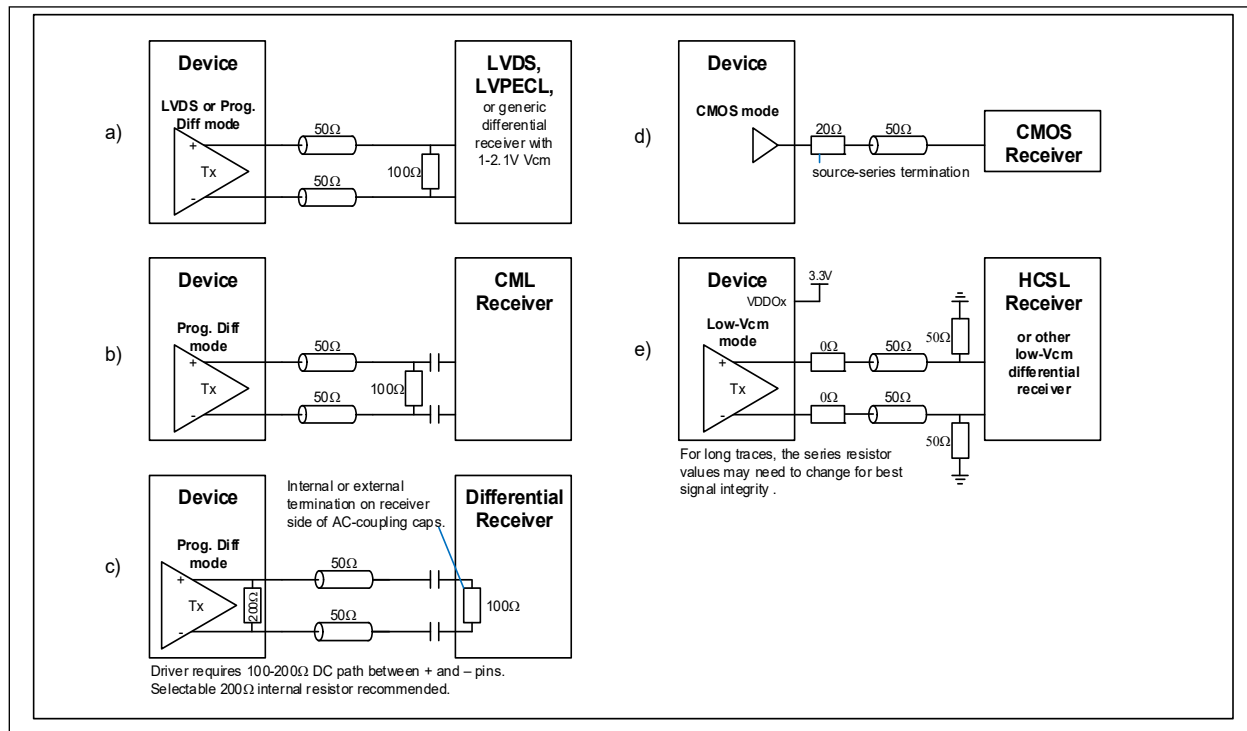 a)
Device
LVDS or Prog.
Diff mode
+
Tx
-
50Ω
50Ω
100Ω
LVDS,
LVPECL,
or generic
differential
receiver with
1-2.1V Vcm
b)
Device
Prog. Diff
mode
+
Tx
-
50Ω
50Ω
100Ω
CML
Receiver
c)
Device
Prog. Diff
mode
+
Tx
-
200Ω
Internal or external
termination on receiver
side of AC-coupling caps.
50Ω
50Ω
Differential
Receiver
100Ω
Driver requires 100-200Ω DC path between + and – pins.
Selectable 200Ω internal resistor recommended.
d)
Device
CMOS mode
20Ω
50Ω
source-series termination
CMOS
Receiver
e)
Device
3.3V
VDDOx
Low-Vcm
mode
+
Tx
-
0Ω
50Ω
0Ω
50Ω
50Ω
50Ω
HCSL
Receiver
or other
low-Vcm
differential
receiver
For long traces, the series resistor
values may need to change for best
signal integrity .